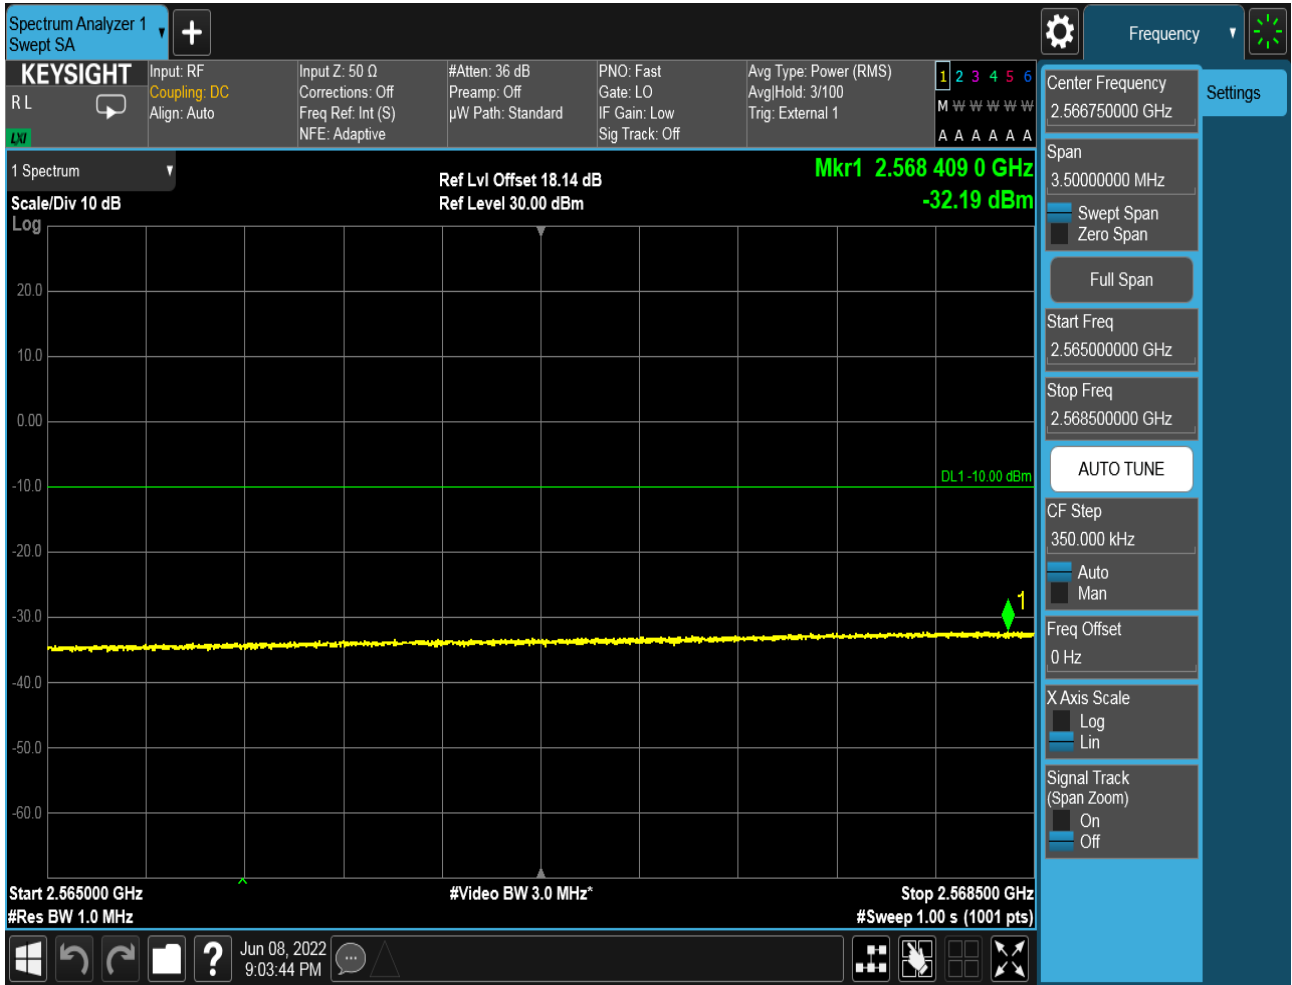 Spectrum Analyzer 1
Swept SA
Frequency
KEYSIGHT
R L
LXI
Input: RF
Coupling: DC
Align: Auto
Input Z: 50 Ω
Corrections: Off
Freq Ref: Int (S)
NFE: Adaptive
#Atten: 36 dB
Preamp: Off
µW Path: Standard
PNO: Fast
Gate: LO
IF Gain: Low
Sig Track: Off
Avg Type: Power (RMS)
Avg|Hold: 3/100
Trig: External 1
1 2 3 4 5 6
M W W W W W
A A A A A A
1 Spectrum
Scale/Div 10 dB
Log
Ref Lvl Offset 18.14 dB
Ref Level 30.00 dBm
Mkr1 2.568 409 0 GHz
-32.19 dBm
20.0
10.0
0.00
-10.0
-20.0
-30.0
-40.0
-50.0
-60.0
DL1 -10.00 dBm
1
Start 2.565000 GHz
#Res BW 1.0 MHz
#Video BW 3.0 MHz*
Stop 2.568500 GHz
#Sweep 1.00 s (1001 pts)
Jun 08, 2022
9:03:44 PM
?
Settings
Center Frequency
2.566750000 GHz
Span
3.50000000 MHz
Swept Span
Zero Span
Full Span
Start Freq
2.565000000 GHz
Stop Freq
2.568500000 GHz
AUTO TUNE
CF Step
350.000 kHz
Auto
Man
Freq Offset
0 Hz
X Axis Scale
Log
Lin
Signal Track
(Span Zoom)
On
Off